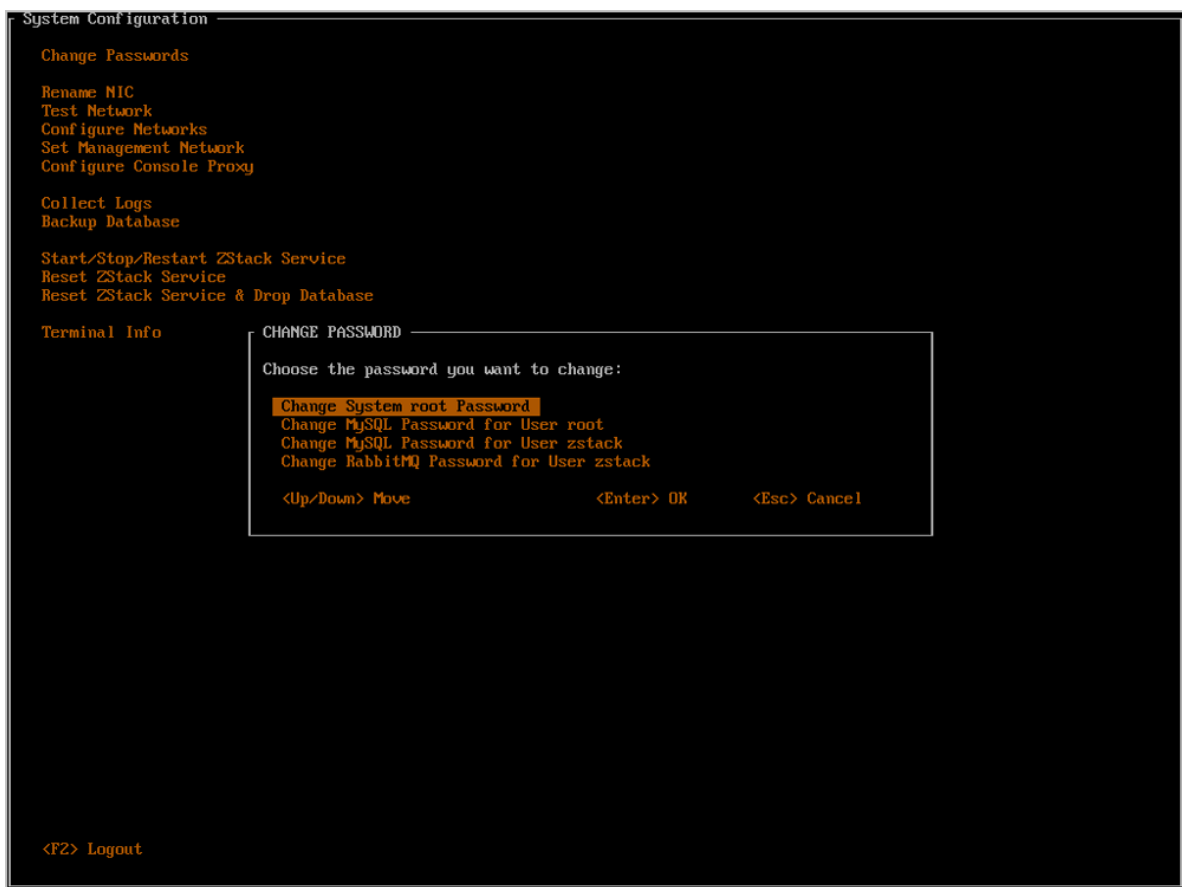 System Configuration
Change Passwords
Rename NIC
Test Network
Configure Networks
Set Management Network
Configure Console Proxy
Collect Logs
Backup Database
Start/Stop/Restart ZStack Service
Reset ZStack Service
Reset ZStack Service & Drop Database
Terminal Info
CHANGE PASSWORD
Choose the password you want to change:
Change System root Password
Change MySQL Password for User root
Change MySQL Password for User zstack
Change RabbitMQ Password for User zstack
<Up/Down> Move <Enter> OK <Esc> Cancel
<F2> Logout